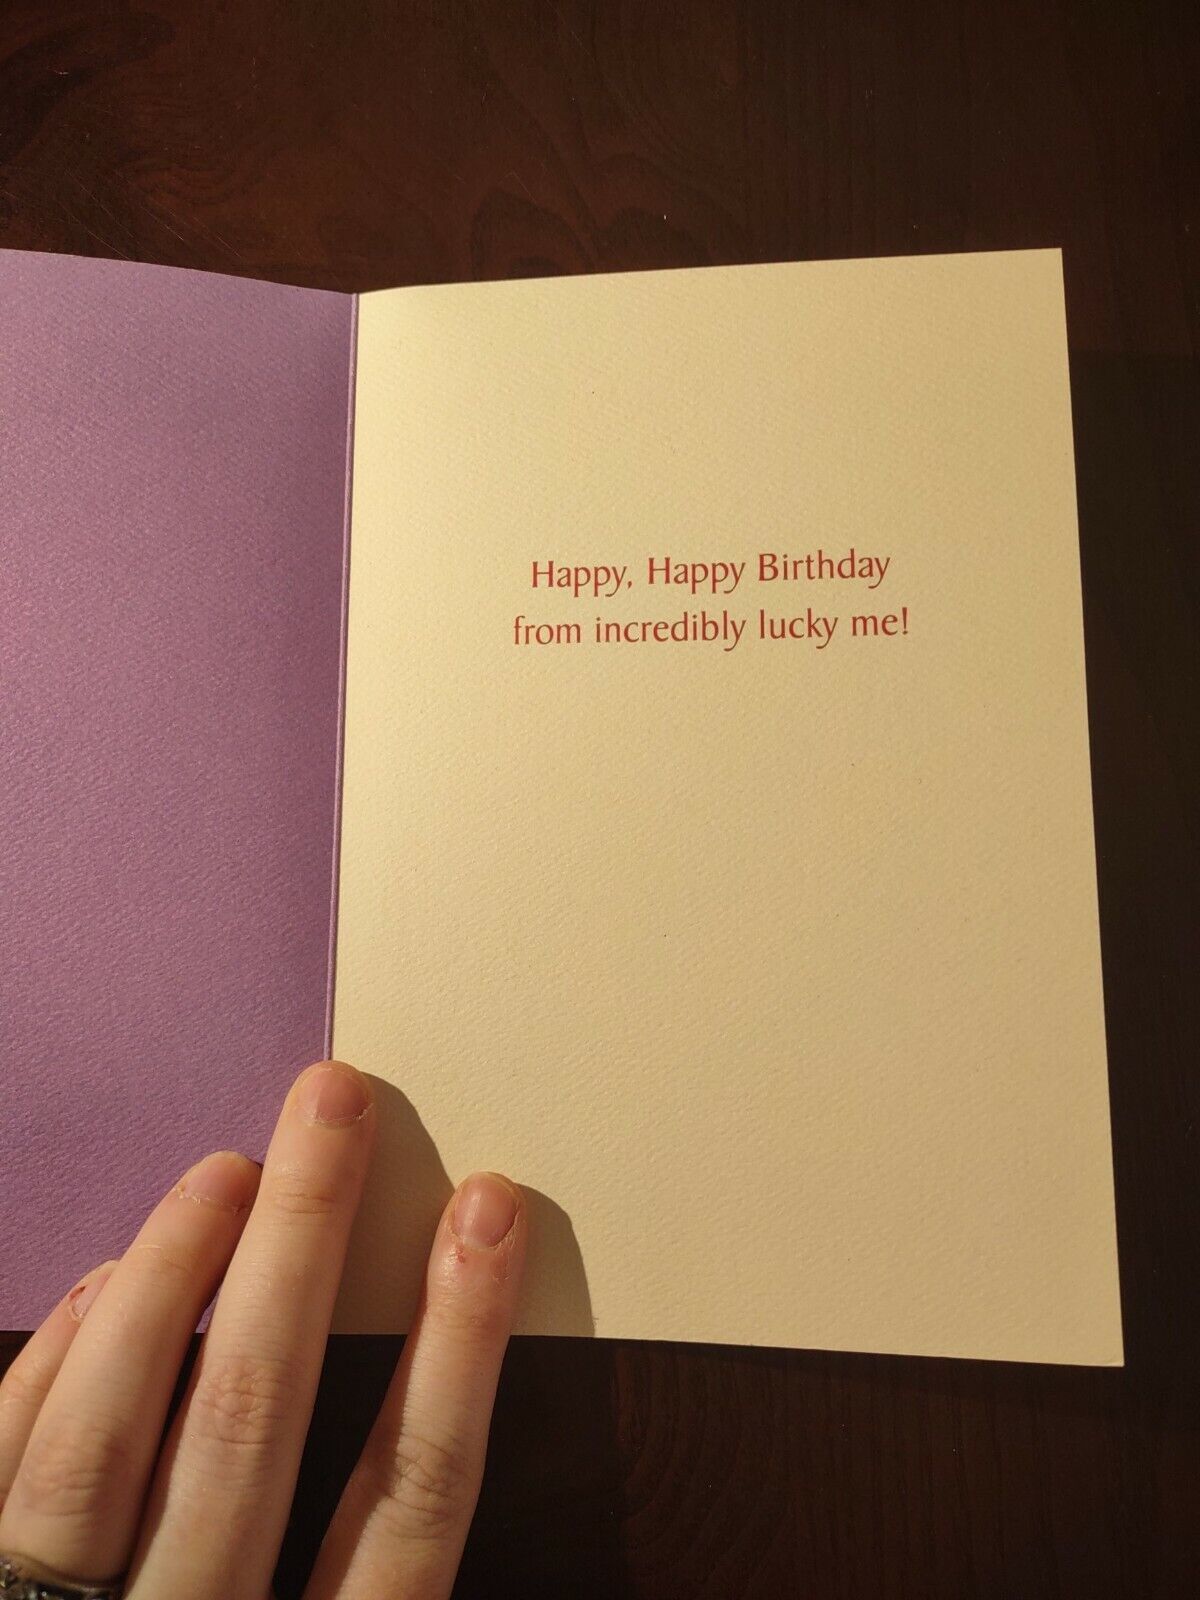 Happy, Happy Birthday
from incredibly lucky me!